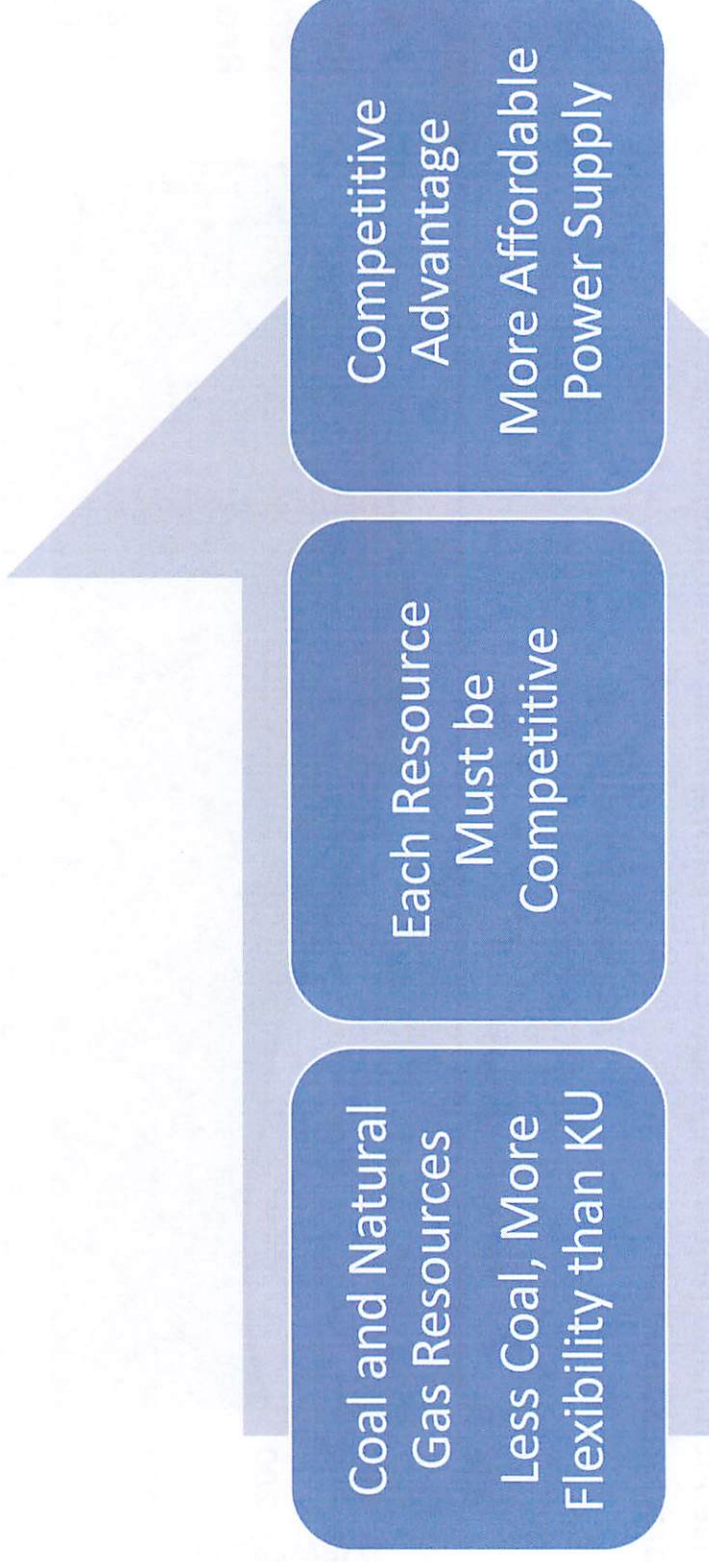 Coal and Natural
Gas Resources
Less Coal, More
Flexibility than KU
Each Resource
Must be
Competitive
Competitive
Advantage
More Affordable
Power Supply